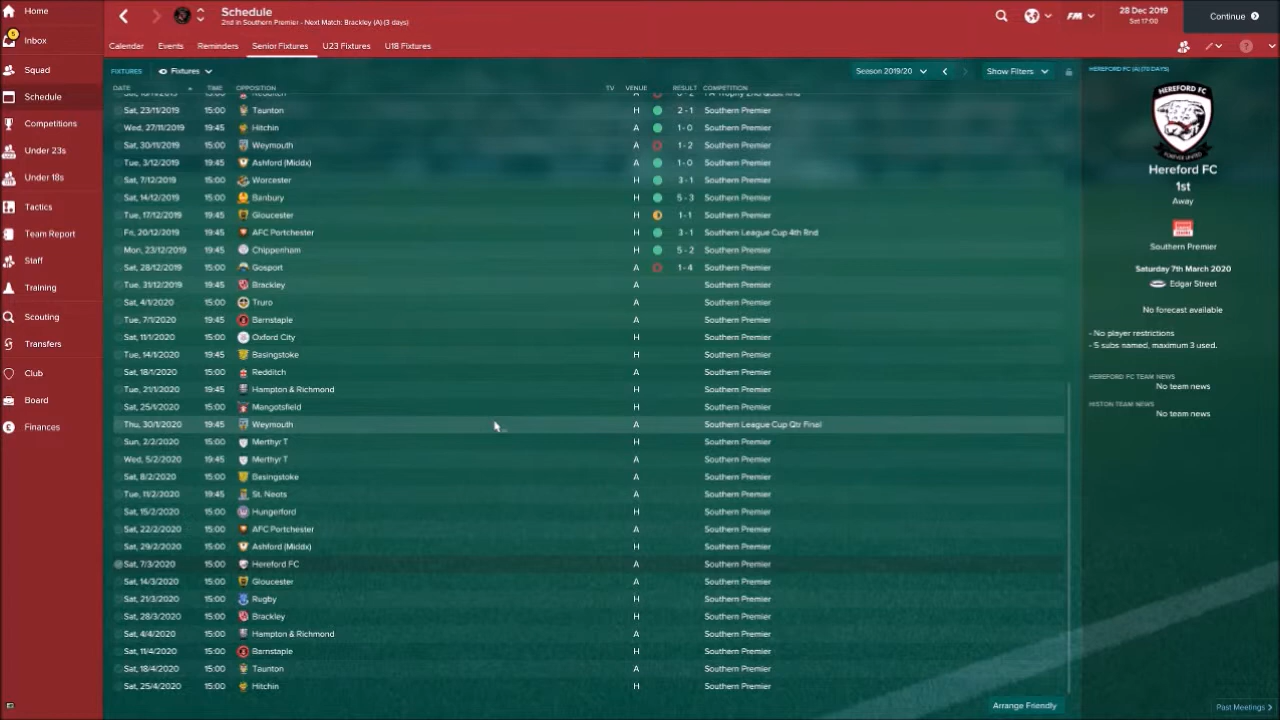 Home
Schedule
2nd in Southern Premier - Next Match: Brackley (A) (3 days)
28 Dec 2019
Sat 17:00
FM
Continue
5
Inbox
Calendar Events Reminders Senior Fixtures U23 Fixtures U18 Fixtures
Squad
Schedule
Competitions
Under 23s
Under 18s
Tactics
Team Report
Staff
Training
Scouting
Transfers
Club
Board
Finances
FIXTURES Fixtures Season 2019/20 Show Filters
DATE TIME OPPOSITION TV VENUE RESULT COMPETITION
Sat, 23/11/2019 15:00 Taunton H 2 - 1 Southern Premier
Wed, 27/11/2019 19:45 Hitchin A 1 - 0 Southern Premier
Sat, 30/11/2019 15:00 Weymouth A 1 - 2 Southern Premier
Tue, 3/12/2019 19:45 Ashford (Middx) A 1 - 0 Southern Premier
Sat, 7/12/2019 15:00 Worcester H 3 - 1 Southern Premier
Sat, 14/12/2019 15:00 Banbury H 5 - 3 Southern Premier
Tue, 17/12/2019 19:45 Gloucester H 1 - 1 Southern Premier
Fri, 20/12/2019 19:45 AFC Portchester H 3 - 1 Southern League Cup 4th Rnd
Mon, 23/12/2019 19:45 Chippenham H 5 - 2 Southern Premier
Sat, 28/12/2019 15:00 Gosport A 1 - 4 Southern Premier
Tue, 31/12/2019 19:45 Brackley A Southern Premier
Sat, 4/1/2020 15:00 Truro A Southern Premier
Tue, 7/1/2020 19:45 Barnstaple A Southern Premier
Sat, 11/1/2020 15:00 Oxford City H Southern Premier
Tue, 14/1/2020 19:45 Basingstoke H Southern Premier
Sat, 18/1/2020 15:00 Redditch A Southern Premier
Tue, 21/1/2020 19:45 Hampton & Richmond H Southern Premier
Sat, 25/1/2020 15:00 Mangotsfield H Southern Premier
Thu, 30/1/2020 19:45 Weymouth A Southern League Cup Qtr Final
Sun, 2/2/2020 15:00 Merthyr T H Southern Premier
Wed, 5/2/2020 19:45 Merthyr T A Southern Premier
Sat, 8/2/2020 15:00 Basingstoke A Southern Premier
Tue, 11/2/2020 19:45 St. Neots A Southern Premier
Sat, 15/2/2020 15:00 Hungerford H Southern Premier
Sat, 22/2/2020 15:00 AFC Portchester A Southern Premier
Sat, 29/2/2020 15:00 Ashford (Middx) H Southern Premier
Sat, 7/3/2020 15:00 Hereford FC A Southern Premier
Sat, 14/3/2020 15:00 Gloucester A Southern Premier
Sat, 21/3/2020 15:00 Rugby H Southern Premier
Sat, 28/3/2020 15:00 Brackley H Southern Premier
Sat, 4/4/2020 15:00 Hampton & Richmond A Southern Premier
Sat, 11/4/2020 15:00 Barnstaple H Southern Premier
Sat, 18/4/2020 15:00 Taunton A Southern Premier
Sat, 25/4/2020 15:00 Hitchin H Southern Premier
Arrange Friendly
HEREFORD FC (A) (70 DAYS)
HEREFORD FC
FOREVER UNITED
Hereford FC
1st
Away
Southern Premier
Saturday 7th March 2020
Edgar Street
No forecast available
- No player restrictions
- 5 subs named, maximum 3 used.
HEREFORD FC TEAM NEWS
No team news
HISTON TEAM NEWS
No team news
Past Meetings